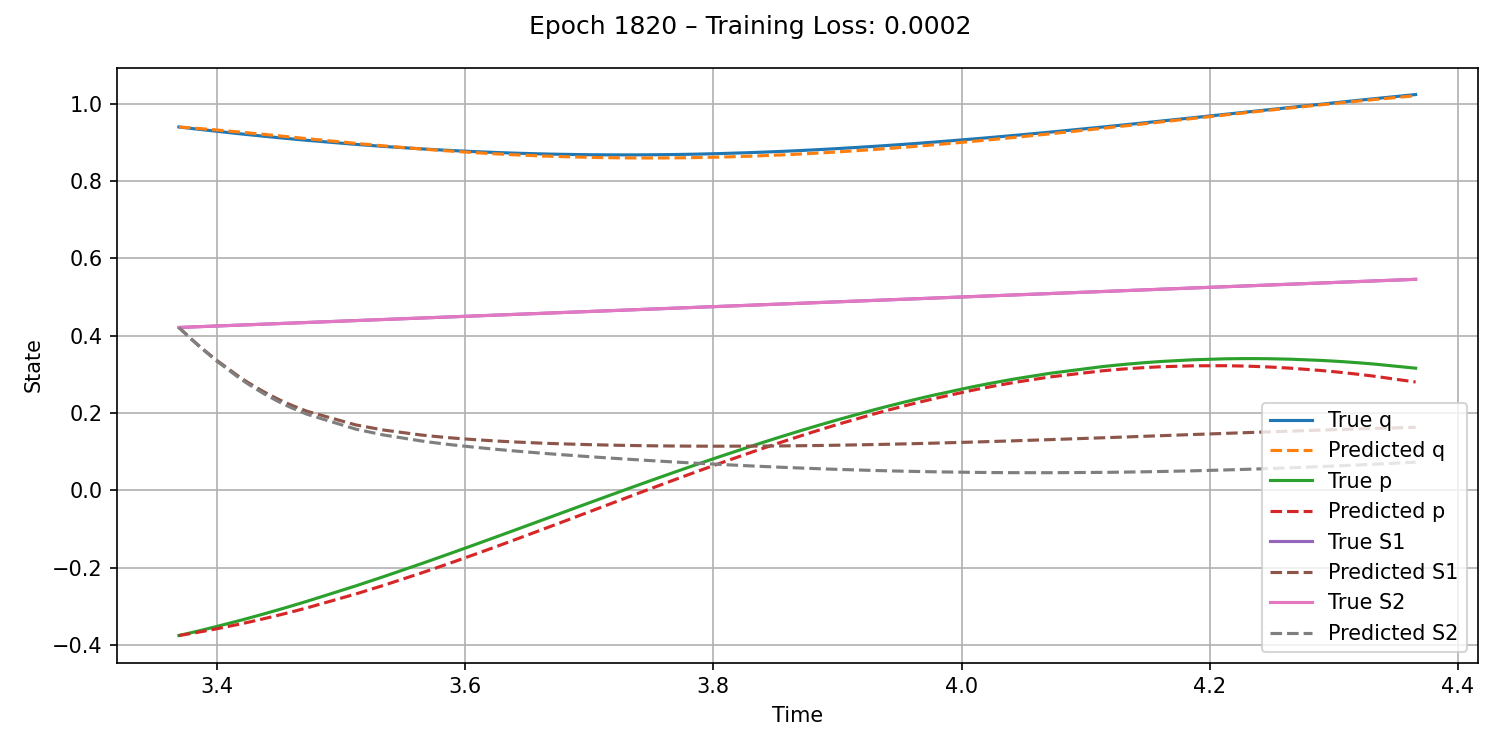 Epoch 1820 – Training Loss: 0.0002
1.0
0.8
0.6
0.4
0.2
0.0
−0.2
−0.4
State
True q
Predicted q
True p
Predicted p
True S1
Predicted S1
True S2
Predicted S2
3.4 3.6 3.8 4.0 4.2 4.4
Time